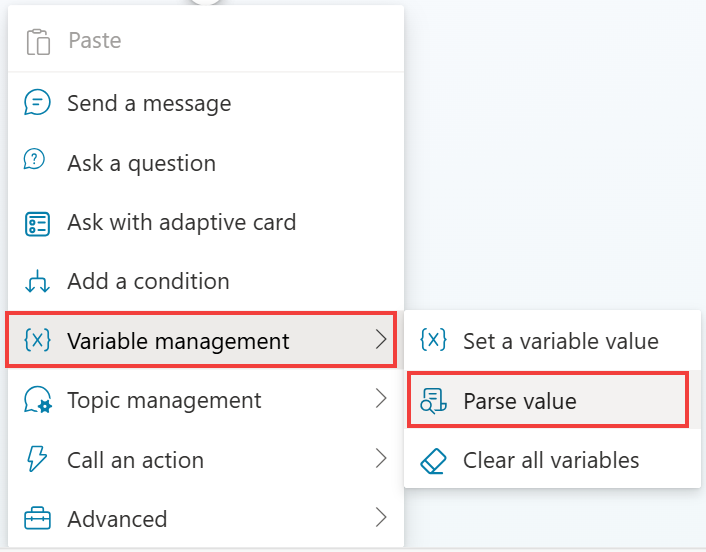 Paste
Send a message
Ask a question
Ask with adaptive card
Add a condition
Variable management
Topic management
Call an action
Advanced
Set a variable value
Parse value
Clear all variables